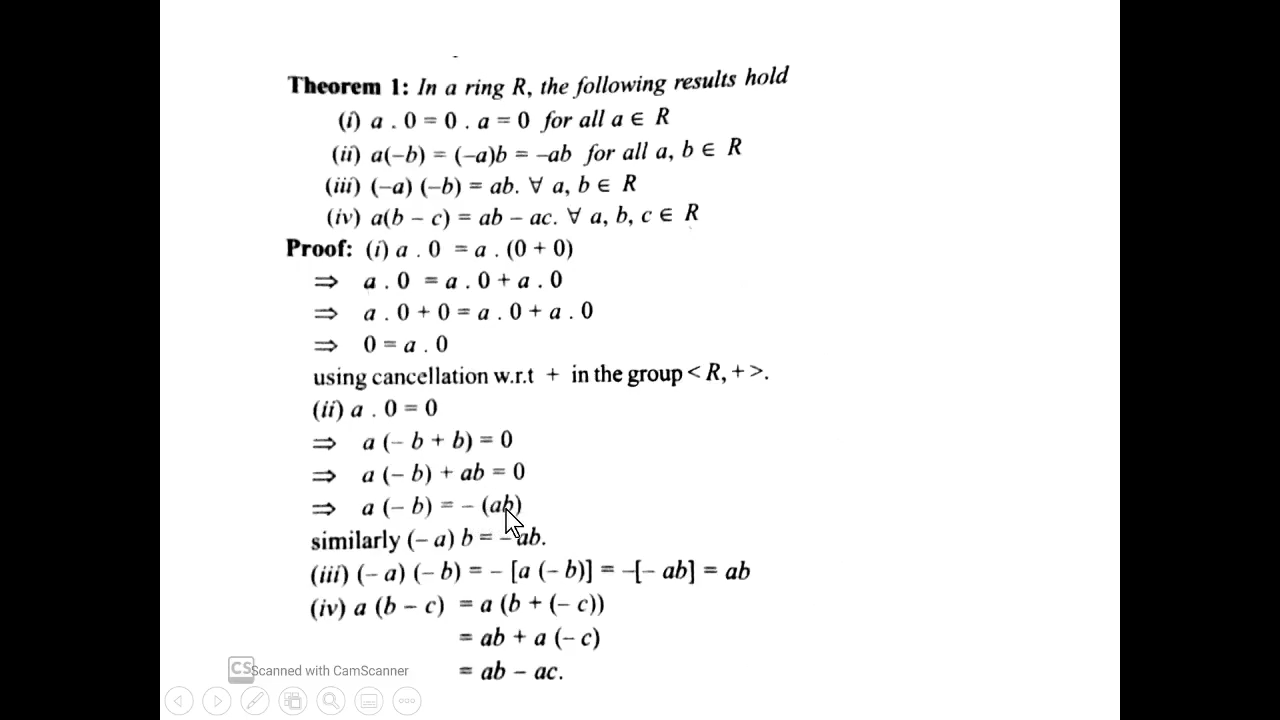 Theorem 1: In a ring R, the following results hold
(i) a . 0 = 0 . a = 0 for all a ∈ R
(ii) a(–b) = (–a)b = –ab for all a, b ∈ R
(iii) (–a) (–b) = ab. ∀ a, b ∈ R
(iv) a(b – c) = ab – ac. ∀ a, b, c ∈ R
Proof: (i) a . 0 = a . (0 + 0)
⇒ a . 0 = a . 0 + a . 0
⇒ a . 0 + 0 = a . 0 + a . 0
⇒ 0 = a . 0
using cancellation w.r.t + in the group < R, + >.
(ii) a . 0 = 0
⇒ a (– b + b) = 0
⇒ a (– b) + ab = 0
⇒ a (– b) = – (ab)
similarly (– a) b = – ab.
(iii) (– a) (– b) = – [a (– b)] = –[– ab] = ab
(iv) a (b – c) = a (b + (– c))
= ab + a (– c)
= ab – ac.
CS Scanned with CamScanner